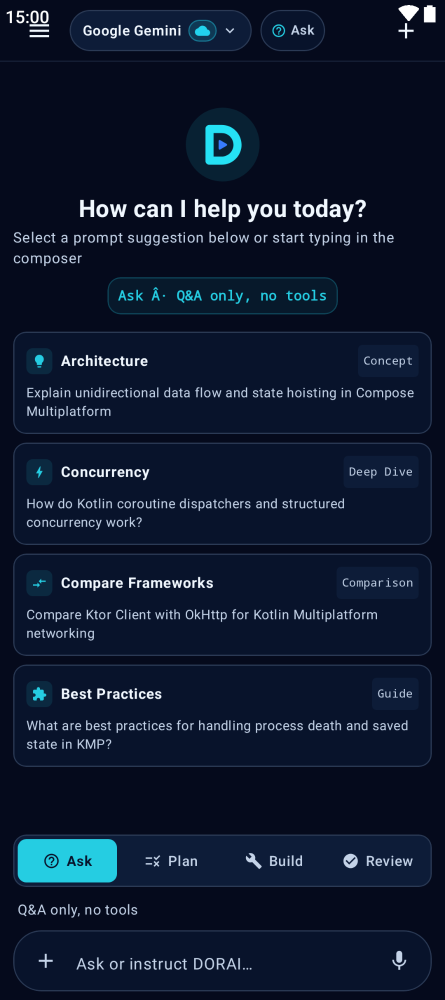 15:00
Google Gemini
Ask
How can I help you today?
Select a prompt suggestion below or start typing in the
composer
Ask Â· Q&A only, no tools
Architecture
Concept
Explain unidirectional data flow and state hoisting in Compose
Multiplatform
Concurrency
Deep Dive
How do Kotlin coroutine dispatchers and structured
concurrency work?
Compare Frameworks
Comparison
Compare Ktor Client with OkHttp for Kotlin Multiplatform
networking
Best Practices
Guide
What are best practices for handling process death and saved
state in KMP?
Ask
Plan
Build
Review
Q&A only, no tools
Ask or instruct DORAI…